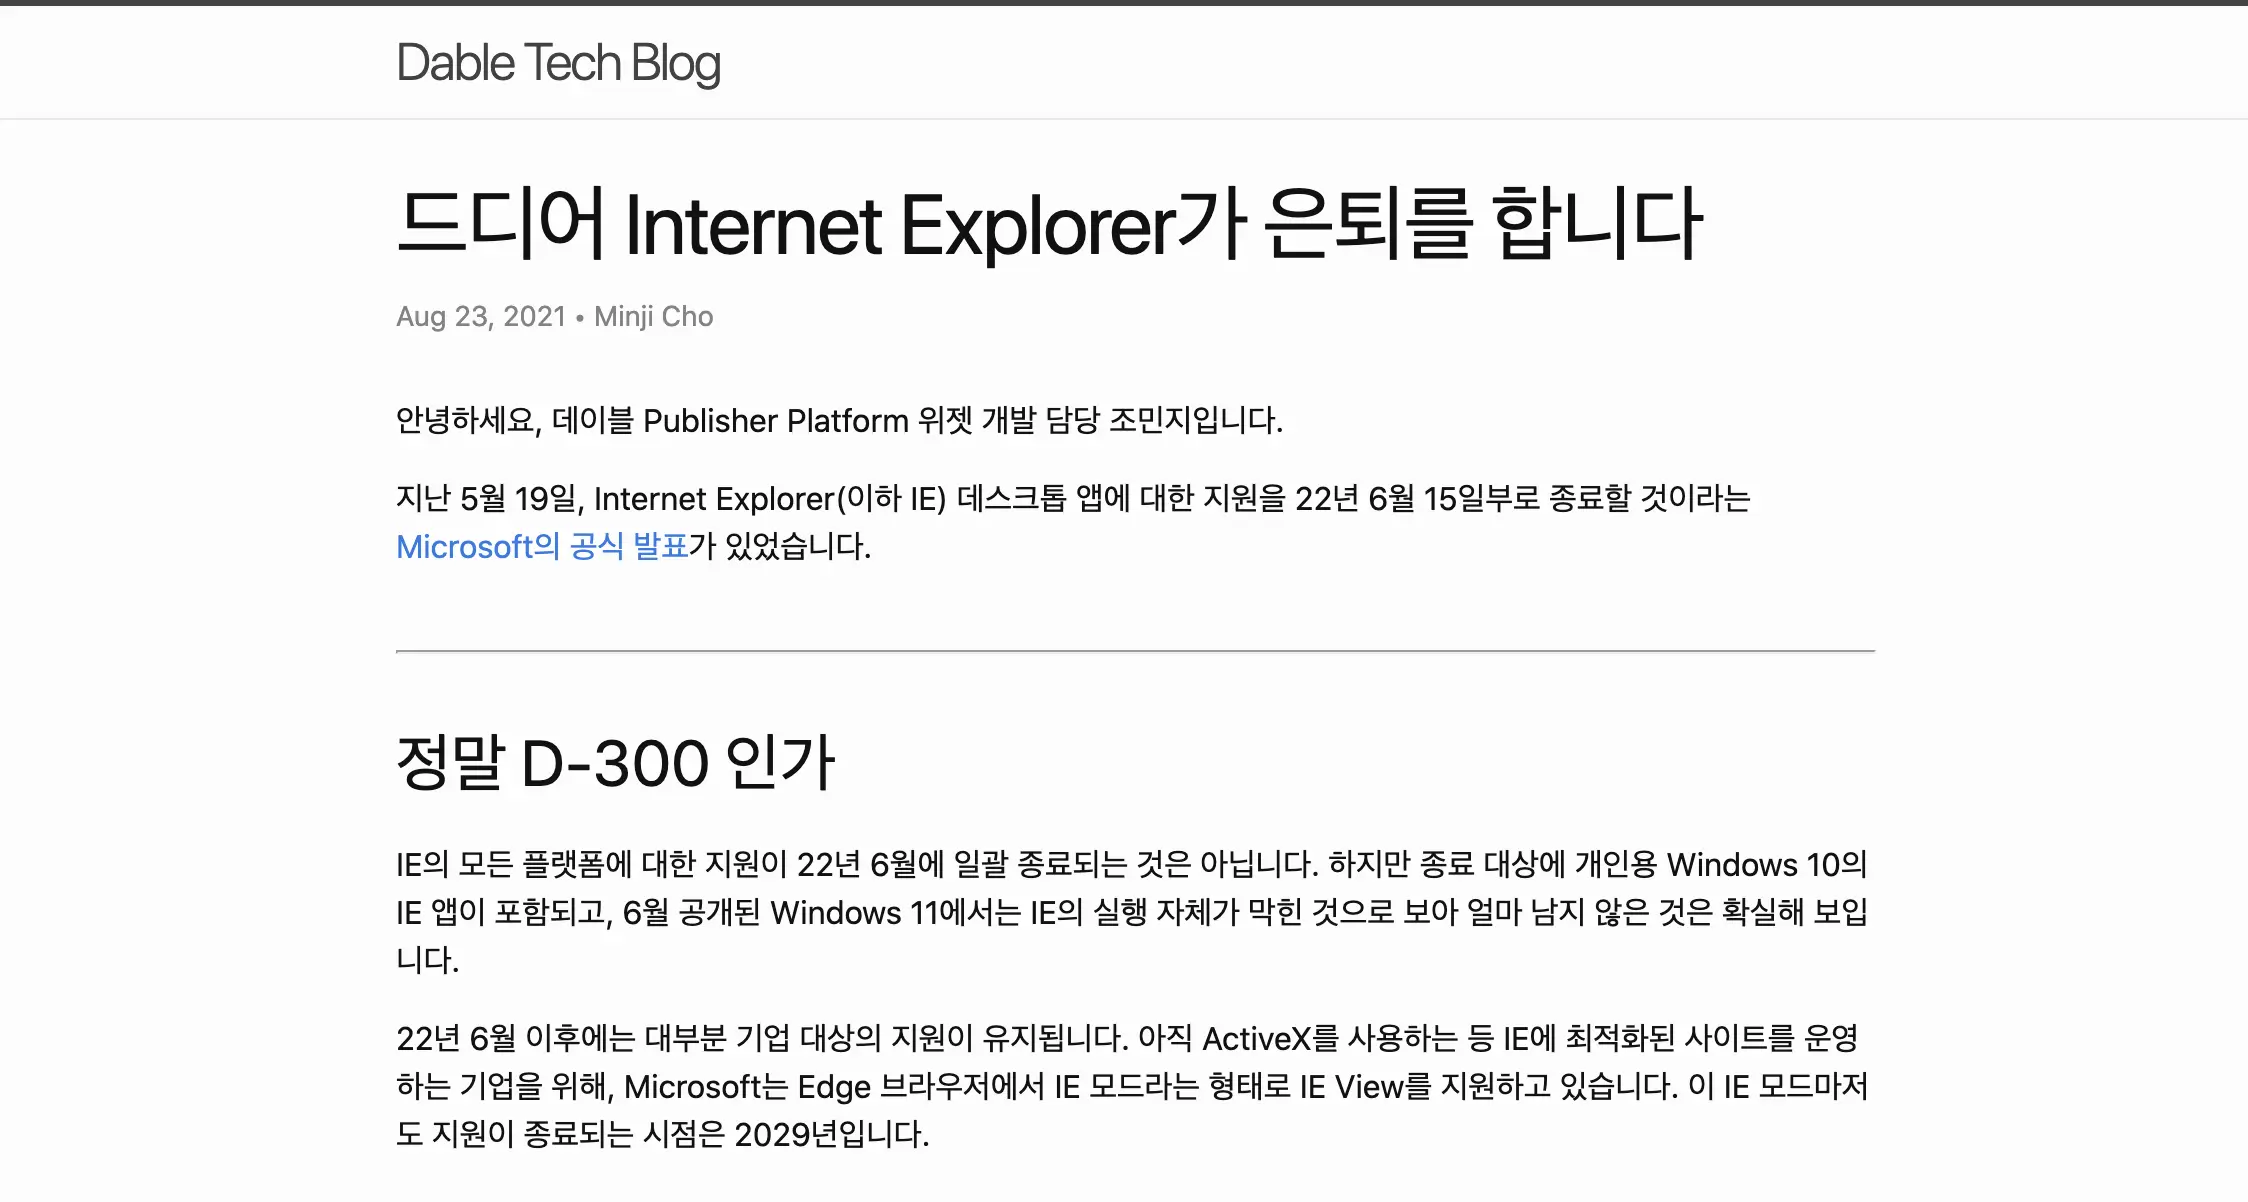 Dable Tech Blog
드디어 Internet Explorer가 은퇴를 합니다
Aug 23, 2021 • Minji Cho
안녕하세요, 데이블 Publisher Platform 위젯 개발 담당 조민지입니다.
지난 5월 19일, Internet Explorer(이하 IE) 데스크톱 앱에 대한 지원을 22년 6월 15일부로 종료할 것이라는
Microsoft의 공식 발표가 있었습니다.
정말 D-300 인가
IE의 모든 플랫폼에 대한 지원이 22년 6월에 일괄 종료되는 것은 아닙니다. 하지만 종료 대상에 개인용 Windows 10의
IE 앱이 포함되고, 6월 공개된 Windows 11에서는 IE의 실행 자체가 막힌 것으로 보아 얼마 남지 않은 것은 확실해 보입
니다.
22년 6월 이후에는 대부분 기업 대상의 지원이 유지됩니다. 아직 ActiveX를 사용하는 등 IE에 최적화된 사이트를 운영
하는 기업을 위해, Microsoft는 Edge 브라우저에서 IE 모드라는 형태로 IE View를 지원하고 있습니다. 이 IE 모드마저
도 지원이 종료되는 시점은 2029년입니다.